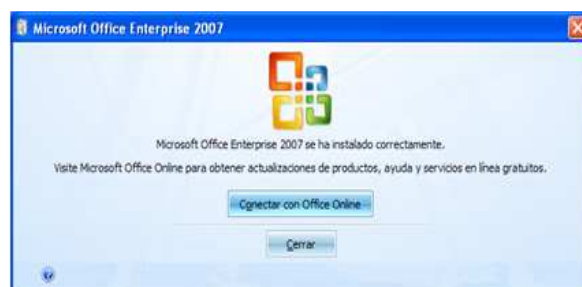 Microsoft Office Enterprise 2007
Microsoft Office Enterprise 2007 se ha instalado correctamente.
Visite Microsoft Office Online para obtener actualizaciones de productos, ayuda y servicios en línea gratuitos.
Conectar con Office Online
Cerrar